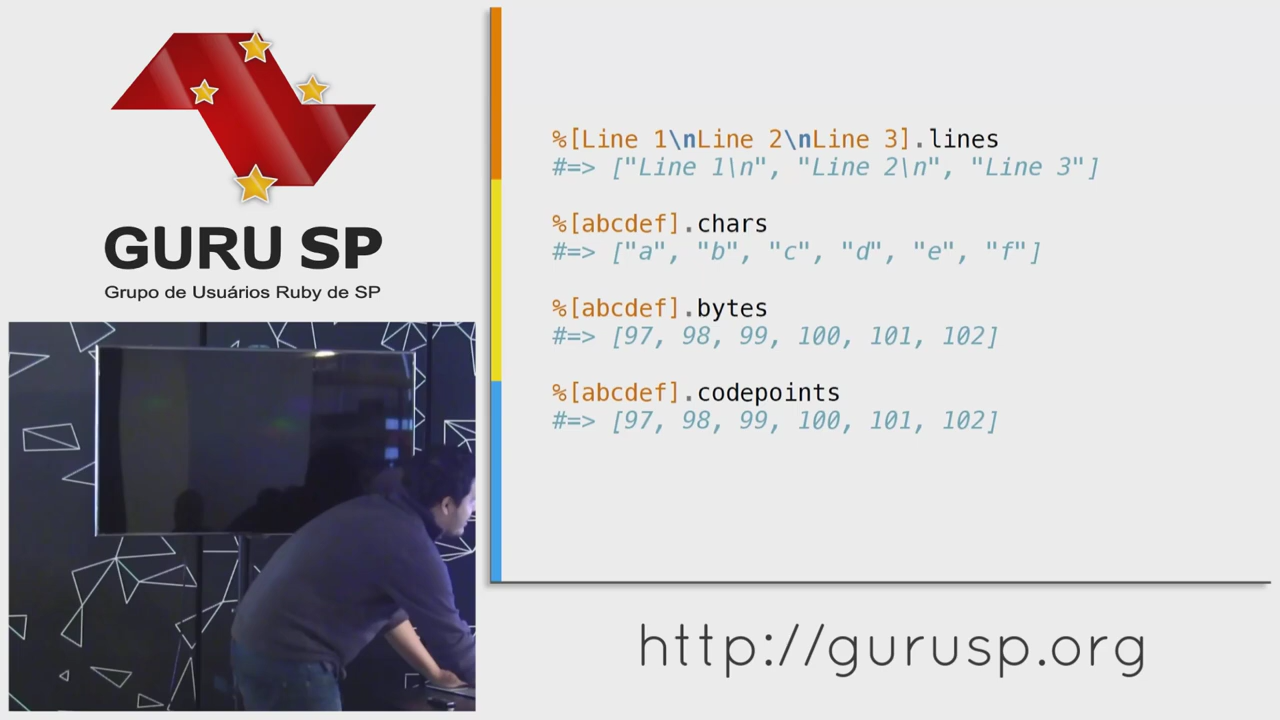 GURU SP
Grupo de Usuários Ruby de SP
%[Line 1\nLine 2\nLine 3].lines
#=> ["Line 1\n", "Line 2\n", "Line 3"]
%[abcdef].chars
#=> ["a", "b", "c", "d", "e", "f"]
%[abcdef].bytes
#=> [97, 98, 99, 100, 101, 102]
%[abcdef].codepoints
#=> [97, 98, 99, 100, 101, 102]
http://gurusp.org